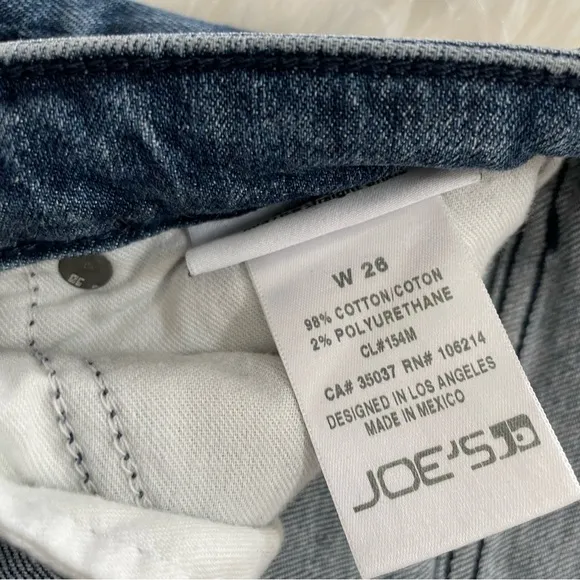 W 26
98% COTTON/COTON
2% POLYURETHANE
CL#154M
CA# 35037 RN# 106214
DESIGNED IN LOS ANGELES
MADE IN MEXICO
JOE'S